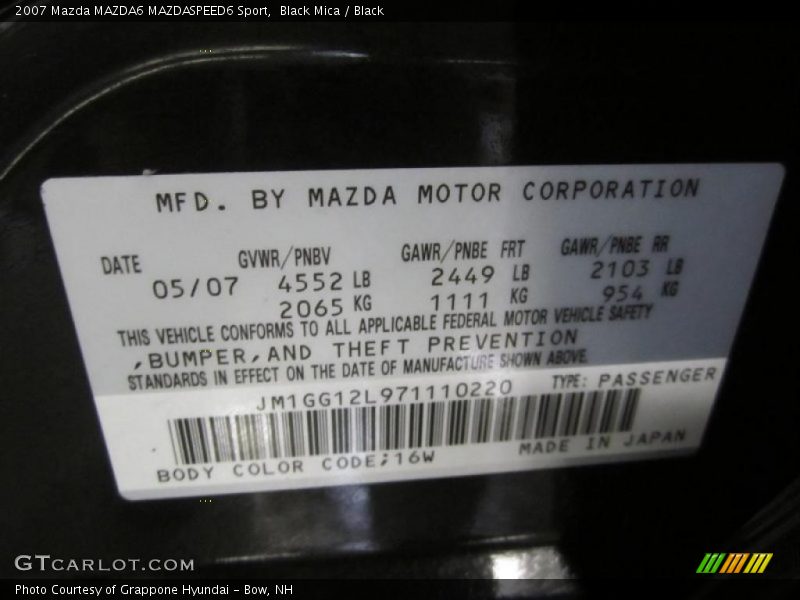 2007 Mazda MAZDA6 MAZDASPEED6 Sport,  Black Mica / Black
MFD. BY MAZDA MOTOR CORPORATION
DATE GVWR/PNBV GAWR/PNBE FRT GAWR/PNBE RR
05/07 4552 LB 2449 LB 2103 LB
2065 KG 1111 KG 954 KG
THIS VEHICLE CONFORMS TO ALL APPLICABLE FEDERAL MOTOR VEHICLE SAFETY
,BUMPER,AND THEFT PREVENTION
STANDARDS IN EFFECT ON THE DATE OF MANUFACTURE SHOWN ABOVE.
JM1GG12L971110220 TYPE: PASSENGER
BODY COLOR CODE;16W MADE IN JAPAN
GTCARLOT.COM
Photo Courtesy of Grappone Hyundai - Bow, NH